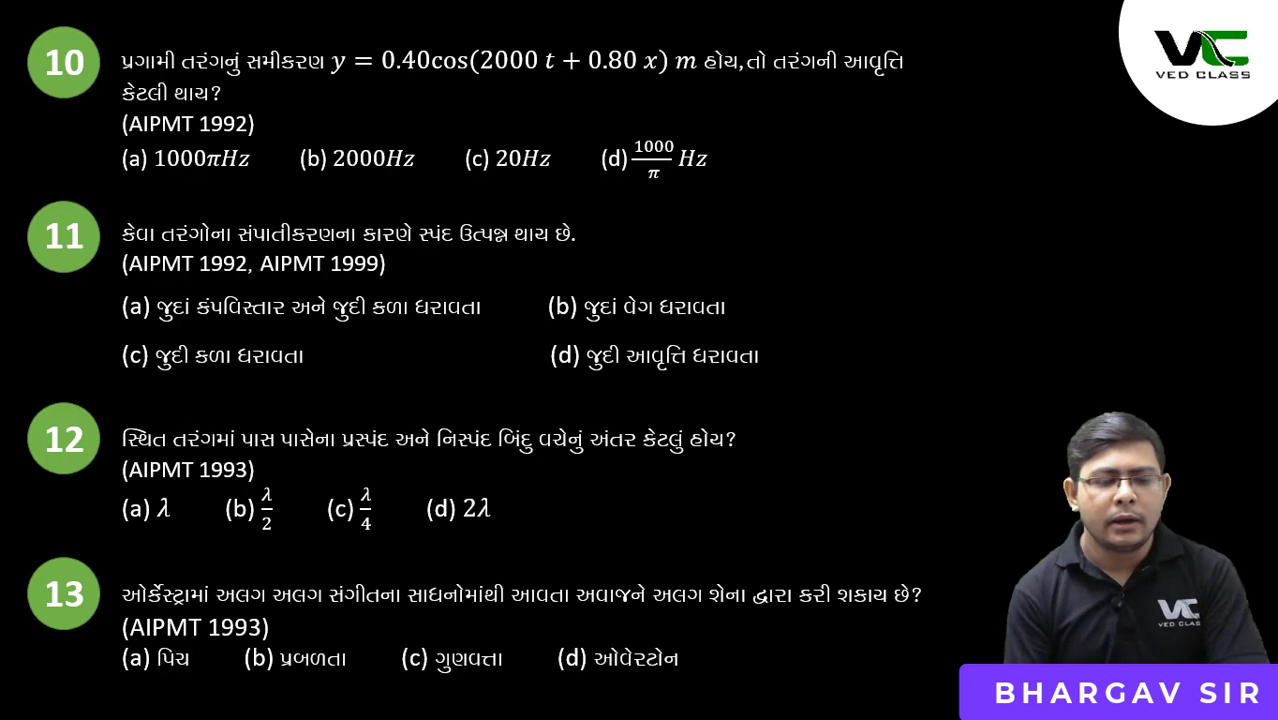 10
પ્રગામી તરંગનું સમીકરણ y = 0.40cos(2000 t + 0.80 x) m હોય, તો તરંગની આવૃત્તિ
કેટલી થાય?
(AIPMT 1992)
(a) 1000πHz (b) 2000Hz (c) 20Hz (d) 1000/π Hz
11
કેવા તરંગોના સંપાતીકરણના કારણે સ્પંદ ઉત્પન્ન થાય છે.
(AIPMT 1992, AIPMT 1999)
(a) જુદાં કંપવિસ્તાર અને જુદી કળા ધરાવતા (b) જુદાં વેગ ધરાવતા
(c) જુદી કળા ધરાવતા (d) જુદી આવૃત્તિ ધરાવતા
12
સ્થિત તરંગમાં પાસ પાસેના પ્રસ્પંદ અને નિસ્પંદ બિંદુ વચેનું અંતર કેટલું હોય?
(AIPMT 1993)
(a) λ (b) λ/2 (c) λ/4 (d) 2λ
13
ઓર્કેસ્ટ્રામાં અલગ અલગ સંગીતના સાધનોમાંથી આવતા અવાજને અલગ શેના દ્વારા કરી શકાય છે?
(AIPMT 1993)
(a) પિચ (b) પ્રબળતા (c) ગુણવત્તા (d) ઓવેરટોન
VC
VED CLASS
VC
VED CLASS
BHARGAV SIR